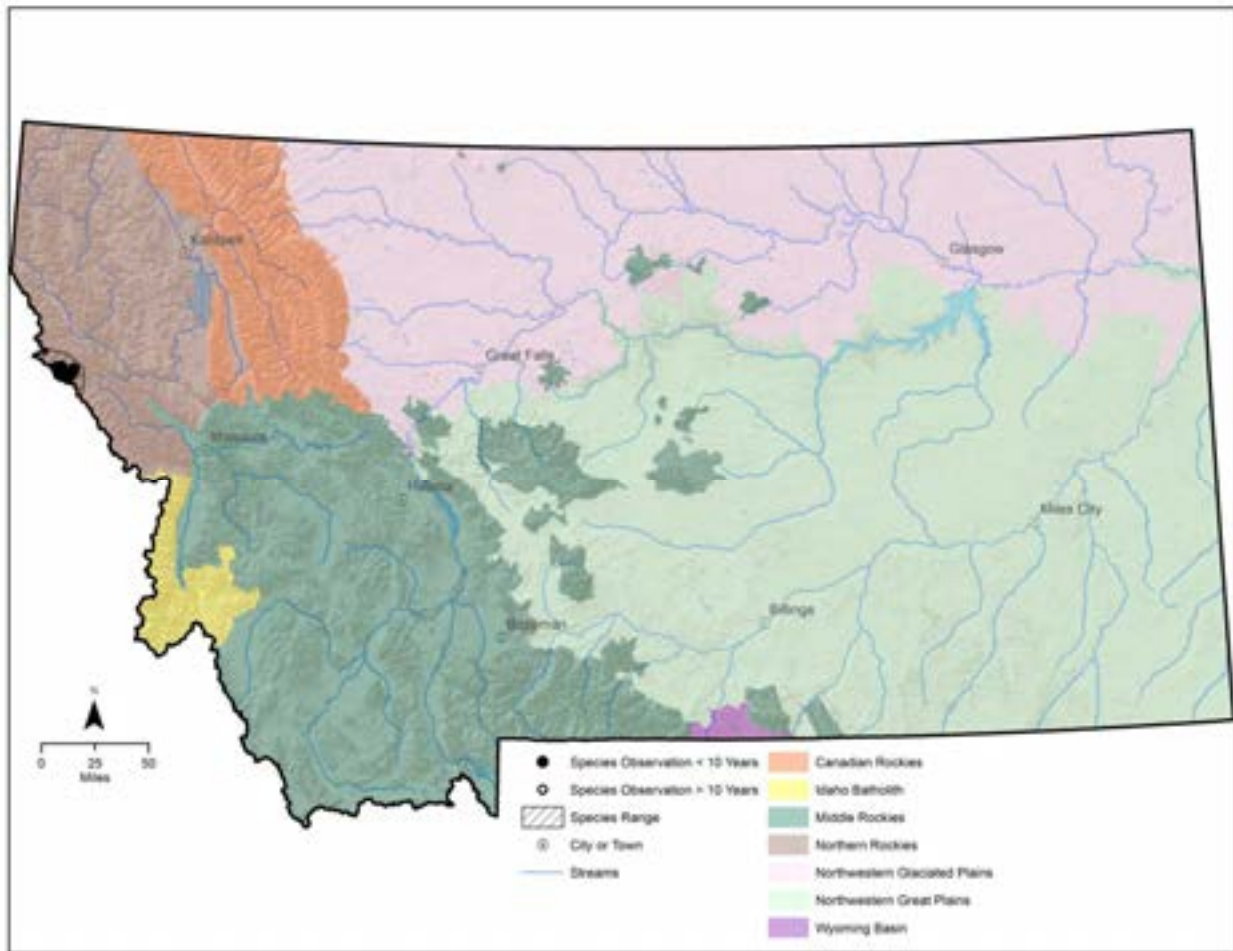 Kalispell
Glasgow
Great Falls
Missoula
Helena
Miles City
Billings
Bozeman
N
0 25 50
Miles
Species Observation < 10 Years
Species Observation > 10 Years
Species Range
City or Town
Streams
Canadian Rockies
Idaho Batholith
Middle Rockies
Northern Rockies
Northwestern Glaciated Plains
Northwestern Great Plains
Wyoming Basin